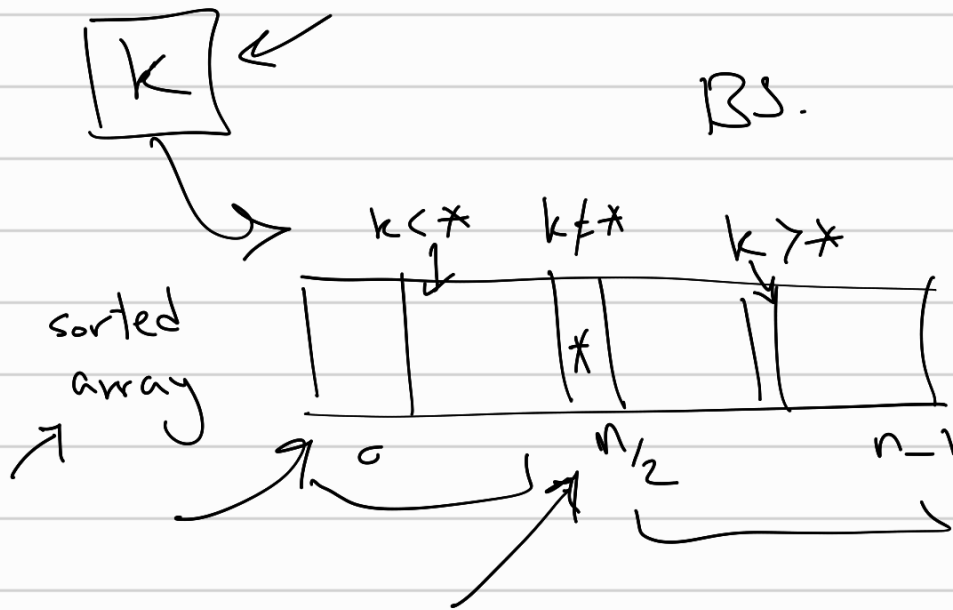 k
BS.
k<* k≠* k>*
sorted
array
*
0 n/2 n-1